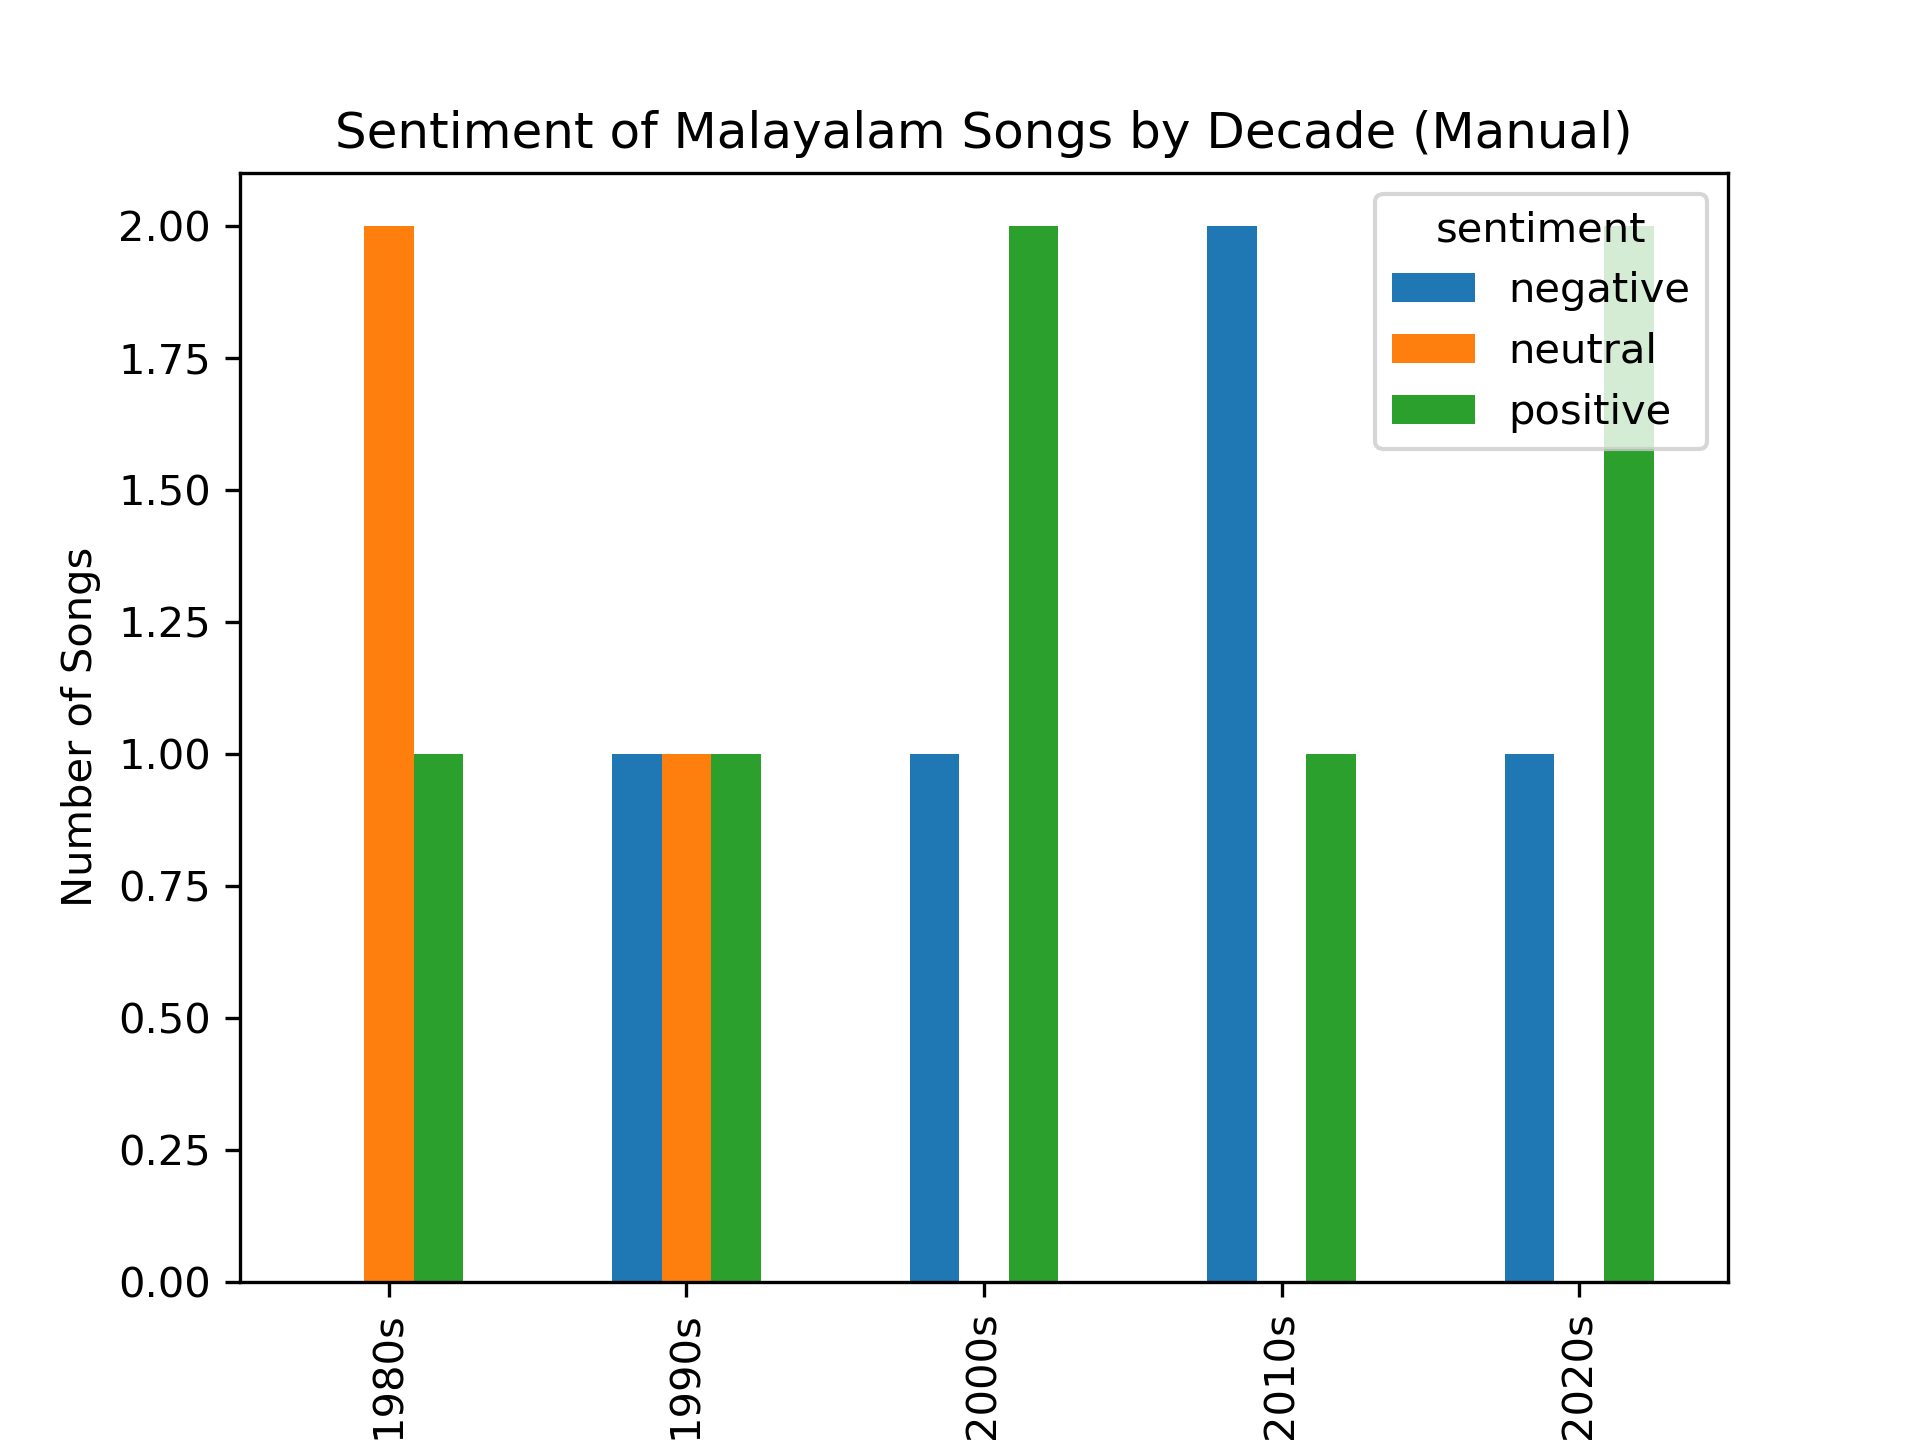 Sentiment of Malayalam Songs by Decade (Manual)
sentiment
negative
neutral
positive
Number of Songs
2.00
1.75
1.50
1.25
1.00
0.75
0.50
0.25
0.00
1980s
1990s
2000s
2010s
2020s